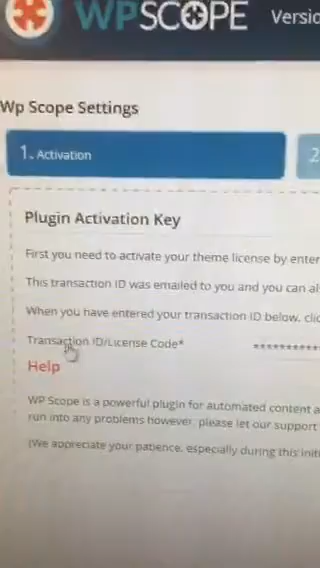 WPSCOPE Versio
Wp Scope Settings
1. Activation 2
Plugin Activation Key
First you need to activate your theme license by enter
This transaction ID was emailed to you and you can al
When you have entered your transaction ID below, clic
Transaction ID/License Code* ************
Help
WP Scope is a powerful plugin for automated content a
run into any problems however, please let our support
(We appreciate your patience, especially during this initi